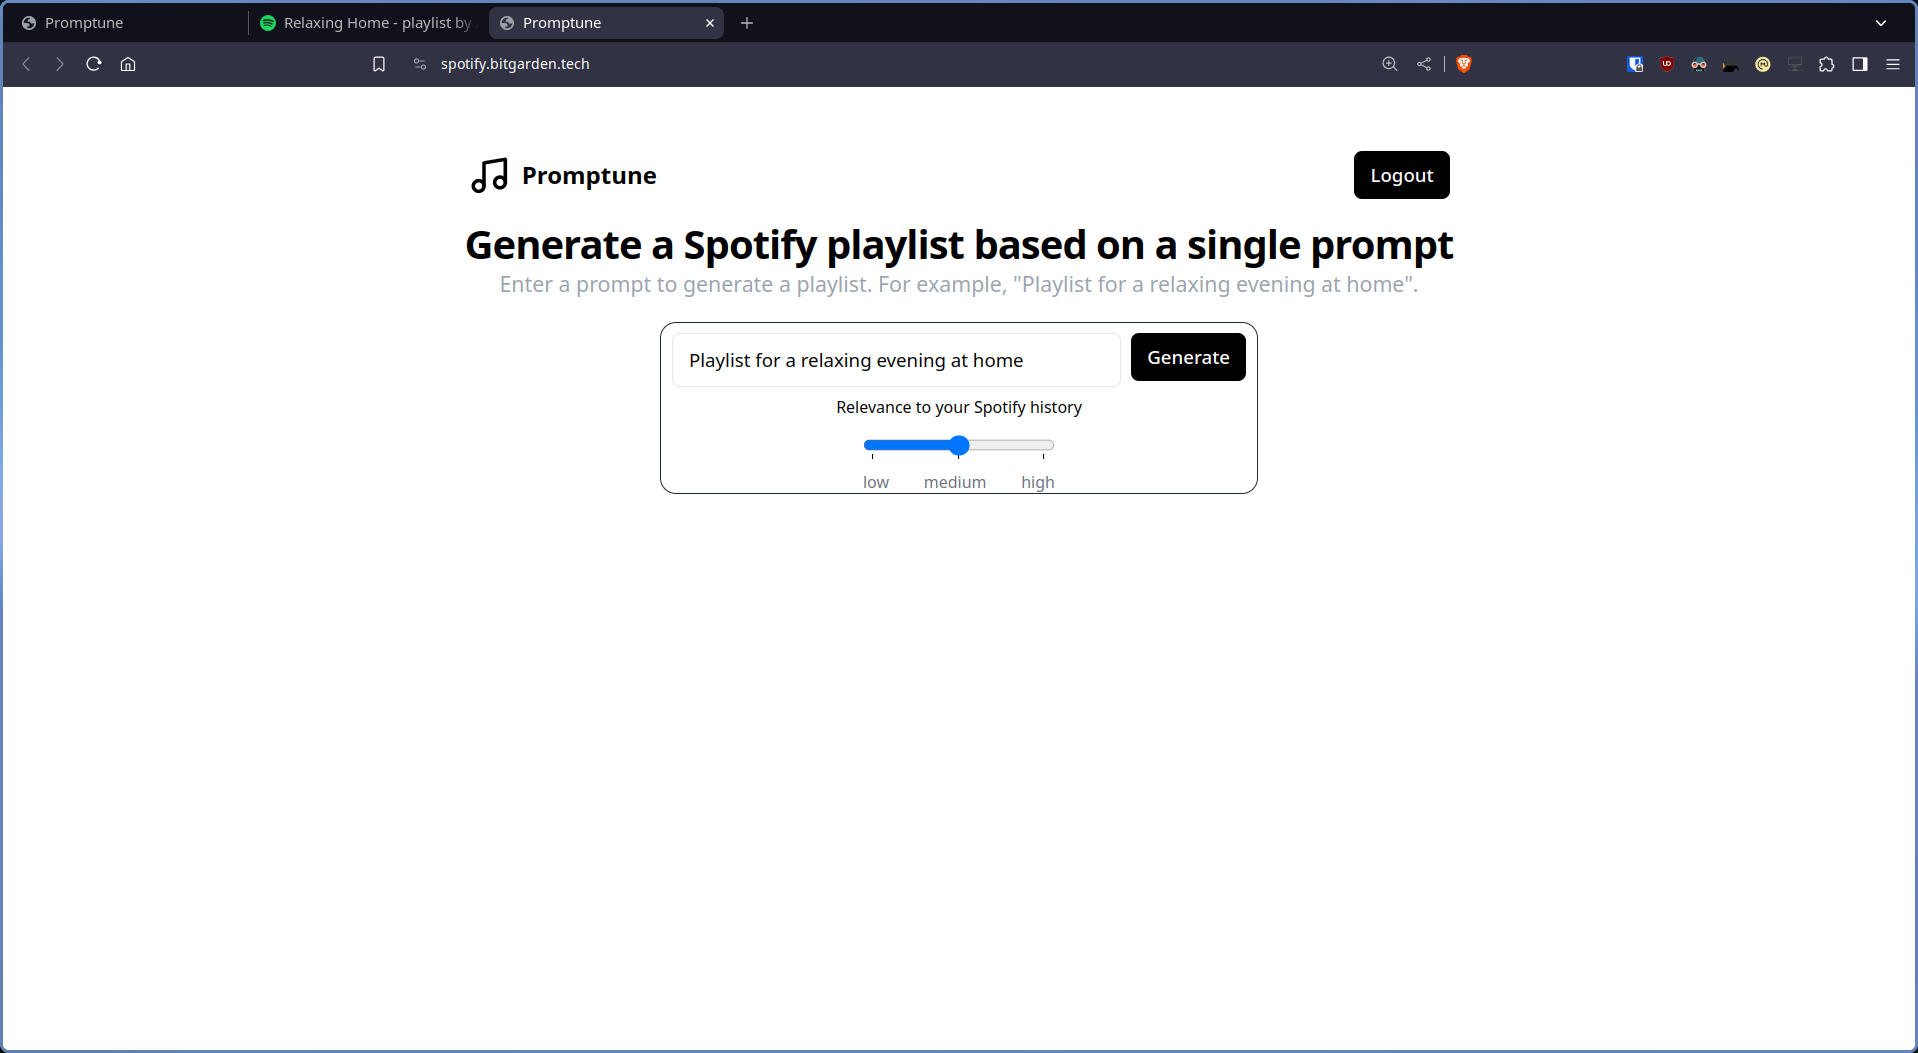 Promptune
Relaxing Home - playlist by
Promptune
spotify.bitgarden.tech
Promptune
Logout
Generate a Spotify playlist based on a single prompt
Enter a prompt to generate a playlist. For example, "Playlist for a relaxing evening at home".
Playlist for a relaxing evening at home
Generate
Relevance to your Spotify history
low medium high